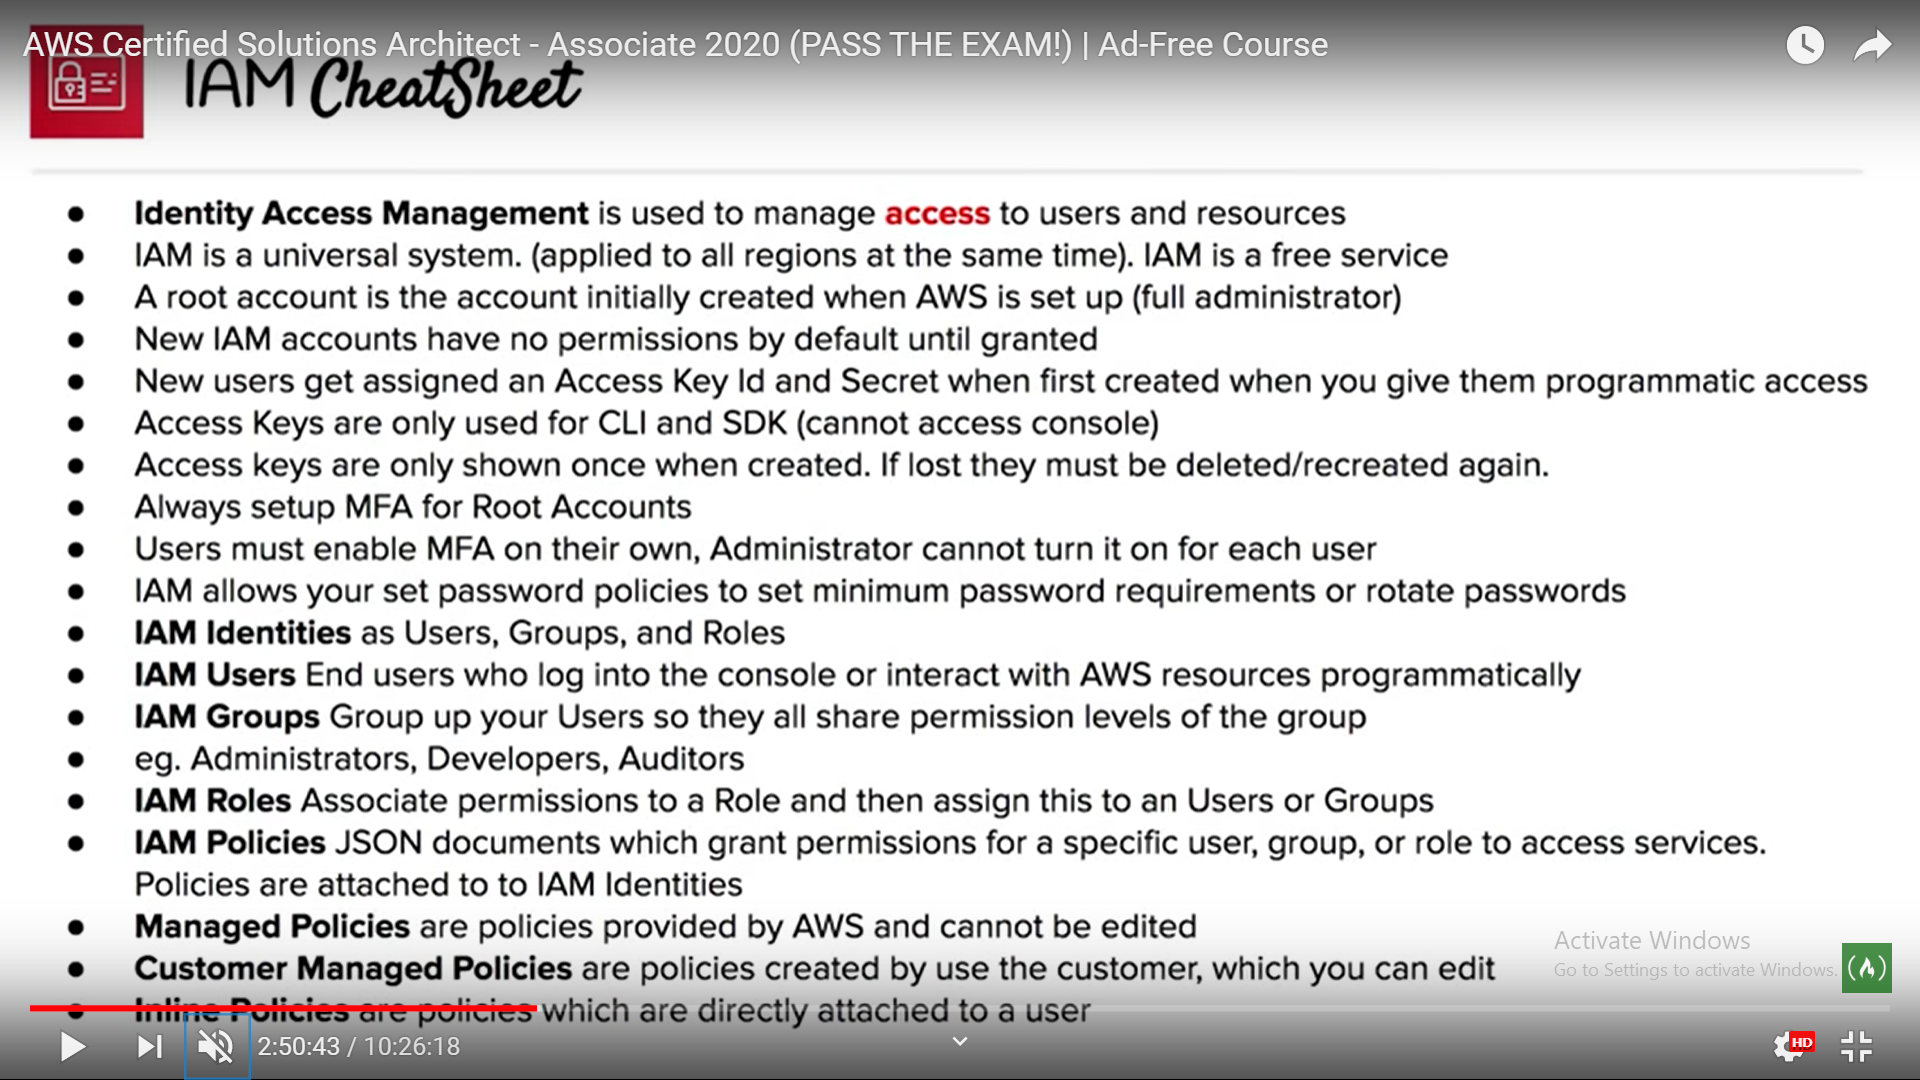 AWS Certified Solutions Architect - Associate 2020 (PASS THE EXAM!) | Ad-Free Course
IAM CheatSheet
● Identity Access Management is used to manage access to users and resources
● IAM is a universal system. (applied to all regions at the same time). IAM is a free service
● A root account is the account initially created when AWS is set up (full administrator)
● New IAM accounts have no permissions by default until granted
● New users get assigned an Access Key Id and Secret when first created when you give them programmatic access
● Access Keys are only used for CLI and SDK (cannot access console)
● Access keys are only shown once when created. If lost they must be deleted/recreated again.
● Always setup MFA for Root Accounts
● Users must enable MFA on their own, Administrator cannot turn it on for each user
● IAM allows your set password policies to set minimum password requirements or rotate passwords
● IAM Identities as Users, Groups, and Roles
● IAM Users End users who log into the console or interact with AWS resources programmatically
● IAM Groups Group up your Users so they all share permission levels of the group
● eg. Administrators, Developers, Auditors
● IAM Roles Associate permissions to a Role and then assign this to an Users or Groups
● IAM Policies JSON documents which grant permissions for a specific user, group, or role to access services.
Policies are attached to to IAM Identities
● Managed Policies are policies provided by AWS and cannot be edited
● Customer Managed Policies are policies created by use the customer, which you can edit
● Inline Policies are policies which are directly attached to a user
Activate Windows
Go to Settings to activate Windows.
2:50:43 / 10:26:18
HD